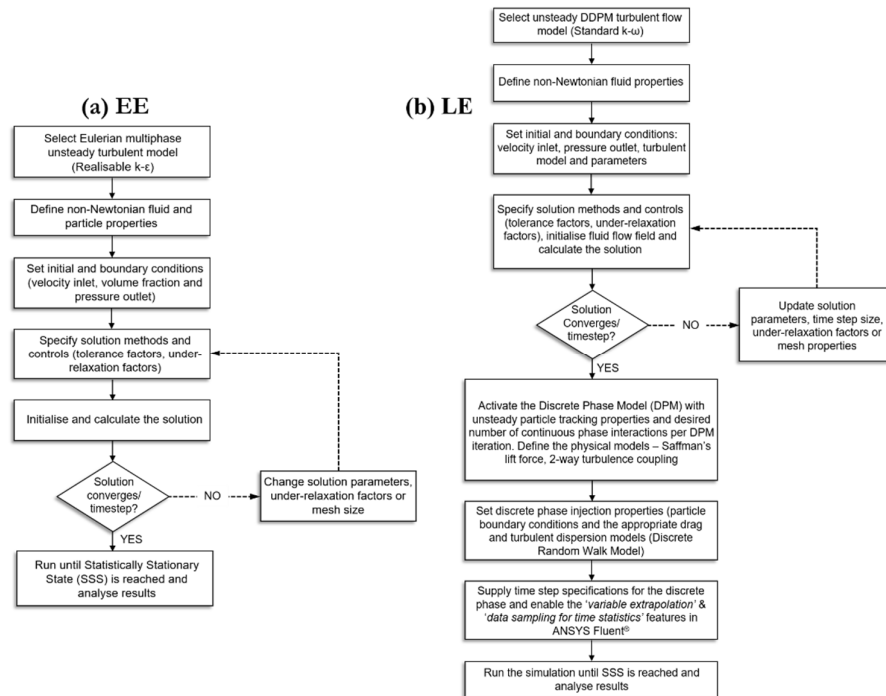 (a) EE
Select Eulerian multiphase
unsteady turbulent model
(Realisable k-ε)
Define non-Newtonian fluid and
particle properties
Set initial and boundary conditions
(velocity inlet, volume fraction and
pressure outlet)
Specify solution methods and
controls (tolerance factors, under-
relaxation factors)
Initialise and calculate the solution
Solution
converges/
timestep?
NO
Change solution parameters,
under-relaxation factors or
mesh size
YES
Run until Statistically Stationary
State (SSS) is reached and
analyse results
(b) LE
Select unsteady DDPM turbulent flow
model (Standard k-ω)
Define non-Newtonian fluid properties
Set initial and boundary conditions:
velocity inlet, pressure outlet, turbulent
model and parameters
Specify solution methods and controls
(tolerance factors, under-relaxation
factors), initialise fluid flow field and
calculate the solution
Solution
Converges/
timestep?
NO
Update solution
parameters, time step size,
under-relaxation factors or
mesh properties
YES
Activate the Discrete Phase Model (DPM) with
unsteady particle tracking properties and desired
number of continuous phase interactions per DPM
iteration. Define the physical models – Saffman's
lift force, 2-way turbulence coupling
Set discrete phase injection properties (particle
boundary conditions and the appropriate drag
and turbulent dispersion models (Discrete
Random Walk Model)
Supply time step specifications for the discrete
phase and enable the 'variable extrapolation' &
'data sampling for time statistics' features in
ANSYS Fluent®
Run the simulation until SSS is reached and
analyse results